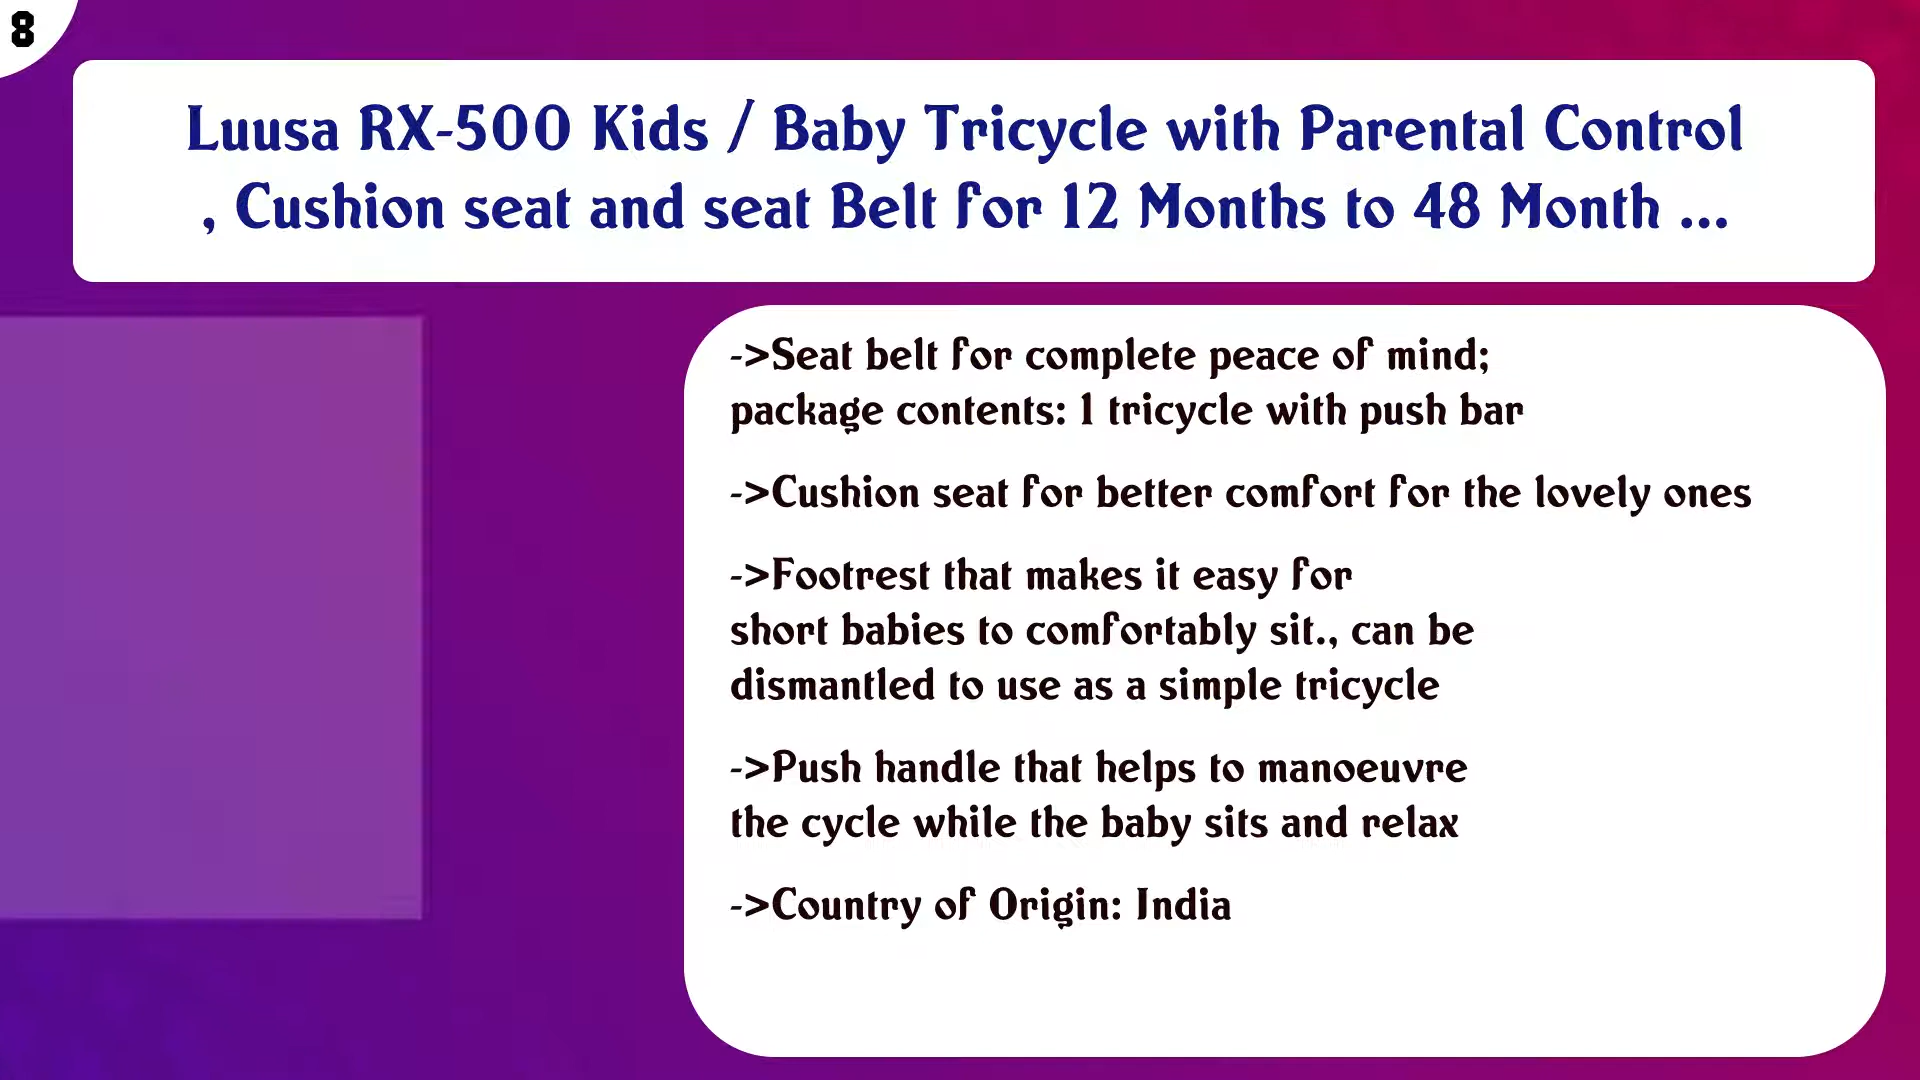 8
Luusa RX-500 Kids / Baby Tricycle with Parental Control
, Cushion seat and seat Belt for 12 Months to 48 Month ...
->Seat belt for complete peace of mind;
package contents: 1 tricycle with push bar
->Cushion seat for better comfort for the lovely ones
->Footrest that makes it easy for
short babies to comfortably sit., can be
dismantled to use as a simple tricycle
->Push handle that helps to manoeuvre
the cycle while the baby sits and relax
->Country of Origin: India